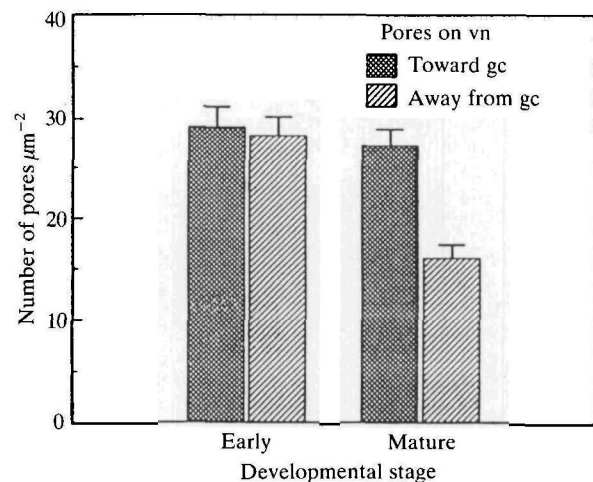 40
30
20
10
0
Number of pores μm⁻²
Pores on vn
Toward gc
Away from gc
Early
Mature
Developmental stage